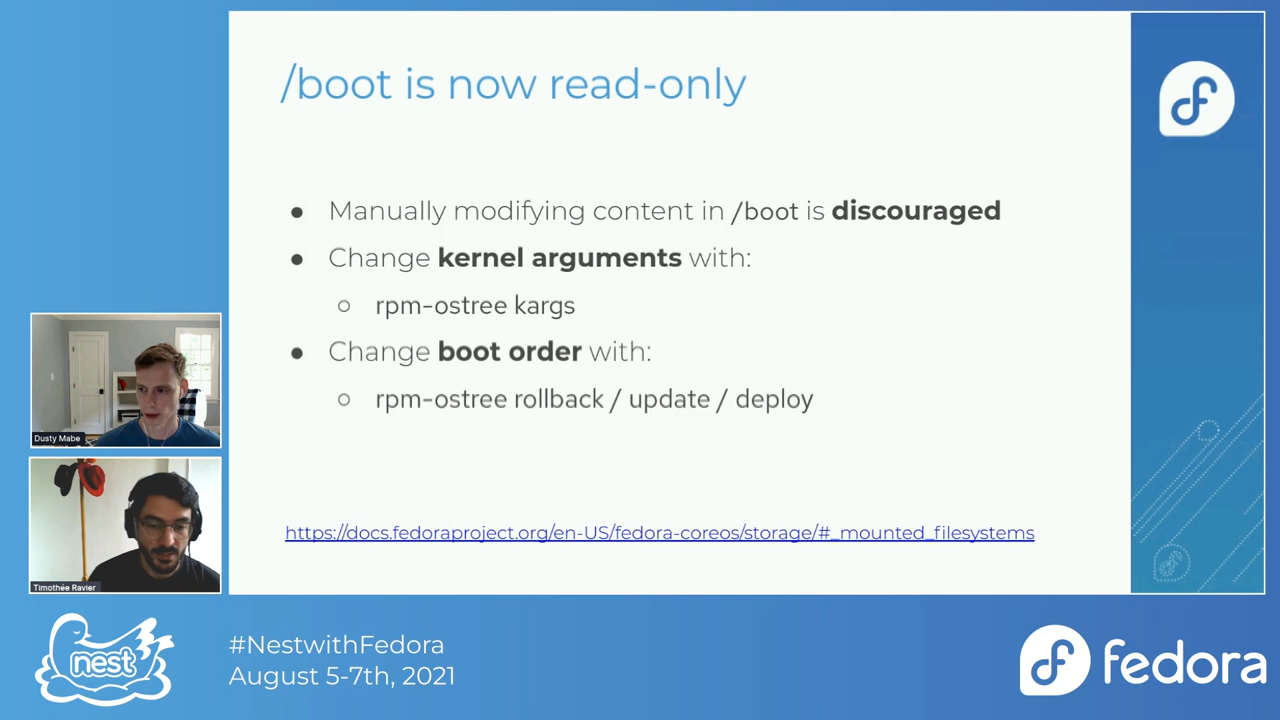 /boot is now read-only
● Manually modifying content in /boot is discouraged
● Change kernel arguments with:
○ rpm-ostree kargs
● Change boot order with:
○ rpm-ostree rollback / update / deploy
https://docs.fedoraproject.org/en-US/fedora-coreos/storage/#_mounted_filesystems
Dusty Mabe
Timothée Ravier
nest
#NestwithFedora
August 5-7th, 2021
fedora